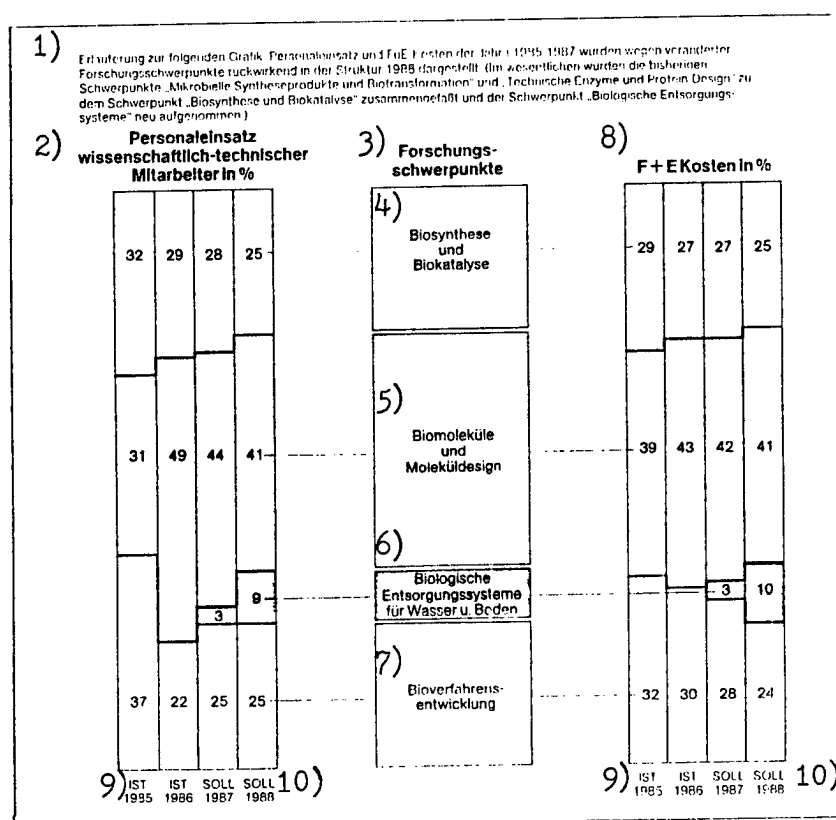 1)
Erläuterung zur folgenden Grafik: Personaleinsatz und FuE Kosten der Jahre 1985-1987 wurden wegen veränderter
Forschungsschwerpunkte rückwirkend in der Struktur 1988 dargestellt (Im wesentlichen wurden die bisherigen
Schwerpunkte „Mikrobielle Syntheseprodukte und Biotransformation" und „Technische Enzyme und Protein Design" zu
dem Schwerpunkt „Biosynthese und Biokatalyse" zusammengefaßt und der Schwerpunkt „Biologische Entsorgungs-
systeme" neu aufgenommen)
2) Personaleinsatz
wissenschaftlich-technischer
Mitarbeiter in %
3) Forschungs-
schwerpunkte
8) F+E Kosten in %
4)
Biosynthese
und
Biokatalyse
32 29 28 25
29 27 27 25
5)
Biomoleküle
und
Moleküldesign
31 49 44 41
39 43 42 41
6)
Biologische
Entsorgungssysteme
für Wasser u. Boden
3 9
3 10
7)
Bioverfahrens-
entwicklung
37 22 25 25
32 30 28 24
9) IST IST SOLL SOLL 10)
1985 1986 1987 1988
9) IST IST SOLL SOLL 10)
1985 1986 1987 1988